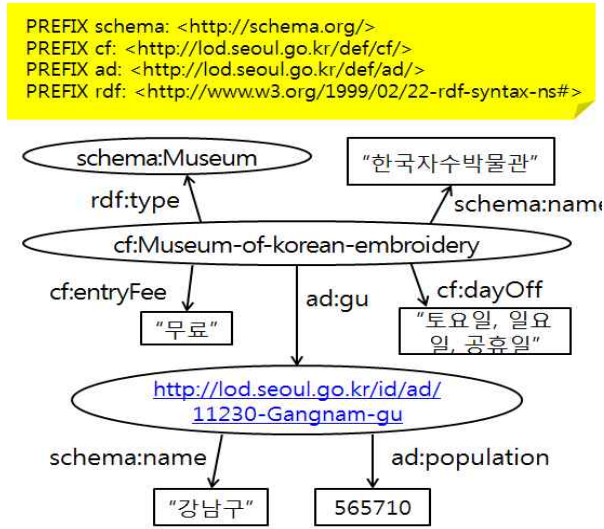 PREFIX schema: <http://schema.org/>
PREFIX cf: <http://lod.seoul.go.kr/def/cf/>
PREFIX ad: <http://lod.seoul.go.kr/def/ad/>
PREFIX rdf: <http://www.w3.org/1999/02/22-rdf-syntax-ns#>
schema:Museum
"한국자수박물관"
rdf:type
schema:name
cf:Museum-of-korean-embroidery
cf:entryFee
ad:gu
cf:dayOff
"무료"
"토요일, 일요
일, 공휴일"
http://lod.seoul.go.kr/id/ad/
11230-Gangnam-gu
schema:name
ad:population
"강남구"
565710